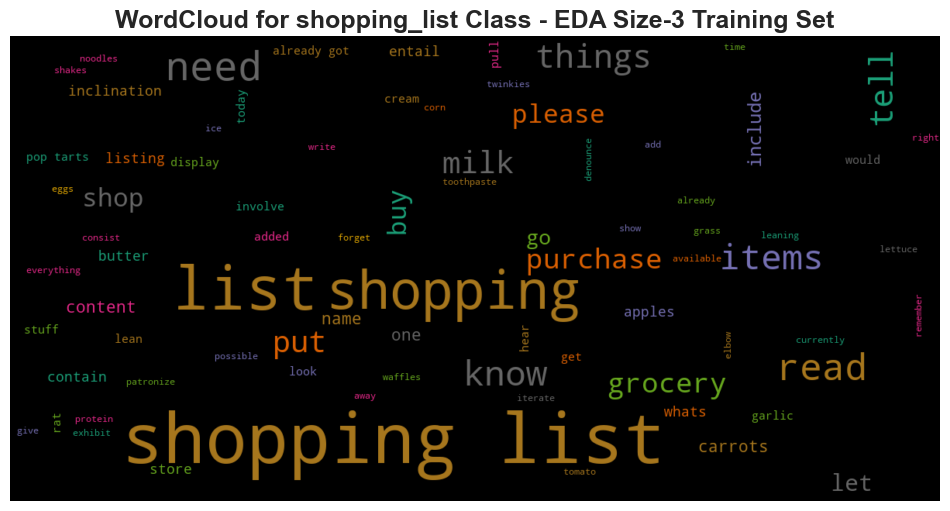 WordCloud for shopping_list Class - EDA Size-3 Training Set
noodles
shakes
need
already got
entail
pull
things
time
tell
inclination
today
cream
corn
twinkies
please
include
ice
write
right
pop tarts
listing
display
milk
toothpaste
denounce
add
would
eggs
shop
involve
buy
already
consist
added
forget
go
show
grass
leaning
lettuce
butter
everything
purchase
available
items
list
shopping
content
name
apples
remember
stuff
lean
put
one
hear
get
elbow
currently
possible
look
know
read
contain
patronize
waffles
grocery
away
iterate
whats
garlic
give
rat
protein
exhibit
shopping list
carrots
store
tomato
let